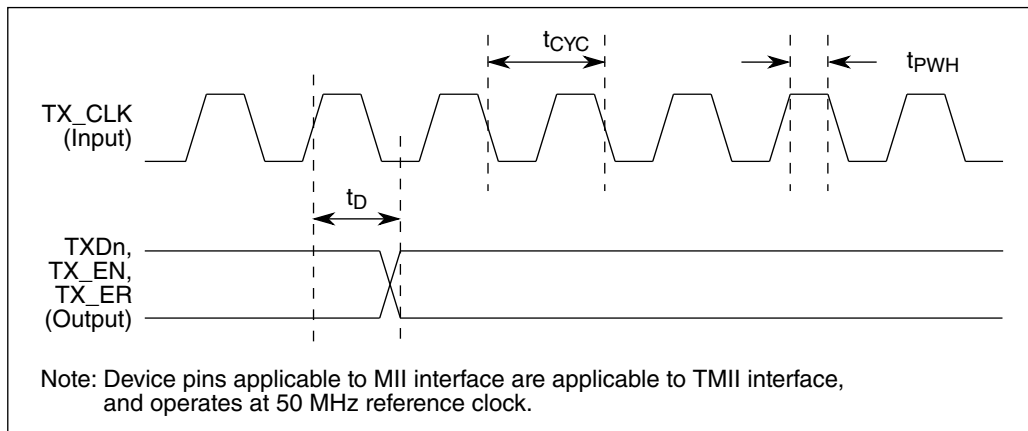 tCYC
tPWH
TX_CLK
(Input)
tD
TXDn,
TX_EN,
TX_ER
(Output)
Note: Device pins applicable to MII interface are applicable to TMII interface,
and operates at 50 MHz reference clock.